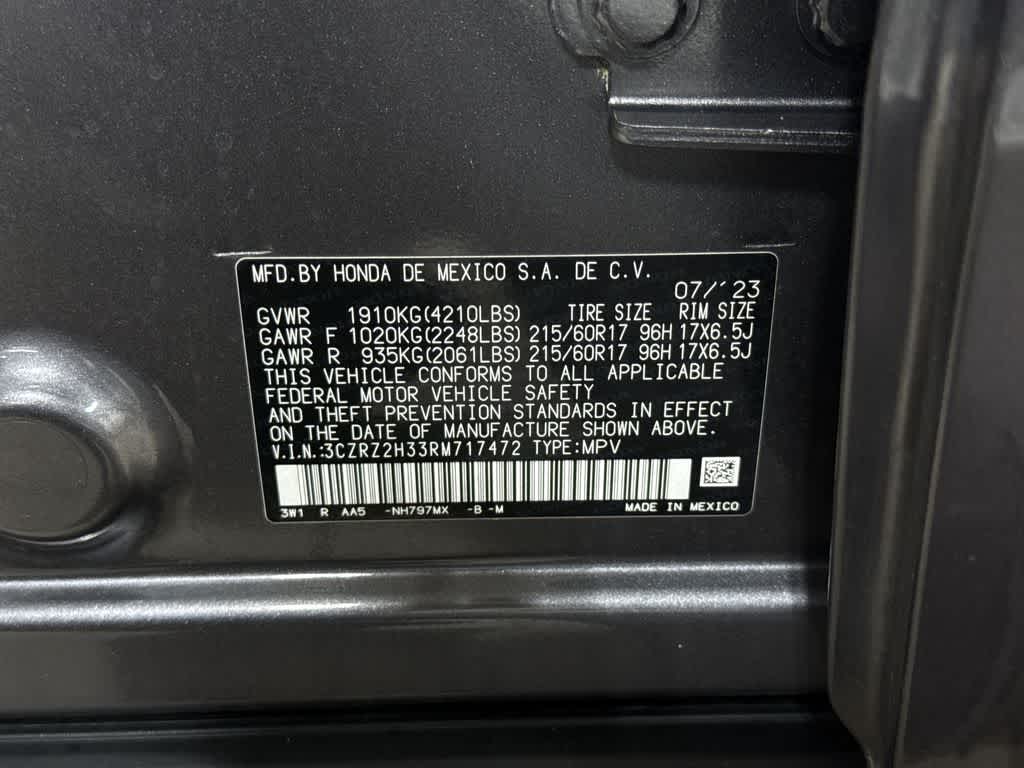 MFD.BY HONDA DE MEXICO S.A. DE C.V.
07/'23
GVWR 1910KG(4210LBS) TIRE SIZE RIM SIZE
GAWR F 1020KG(2248LBS) 215/60R17 96H 17X6.5J
GAWR R 935KG(2061LBS) 215/60R17 96H 17X6.5J
THIS VEHICLE CONFORMS TO ALL APPLICABLE
FEDERAL MOTOR VEHICLE SAFETY
AND THEFT PREVENTION STANDARDS IN EFFECT
ON THE DATE OF MANUFACTURE SHOWN ABOVE.
V.I.N.:3CZRZ2H33RM717472 TYPE:MPV
3W1 R AA5 -NH797MX -B -M MADE IN MEXICO